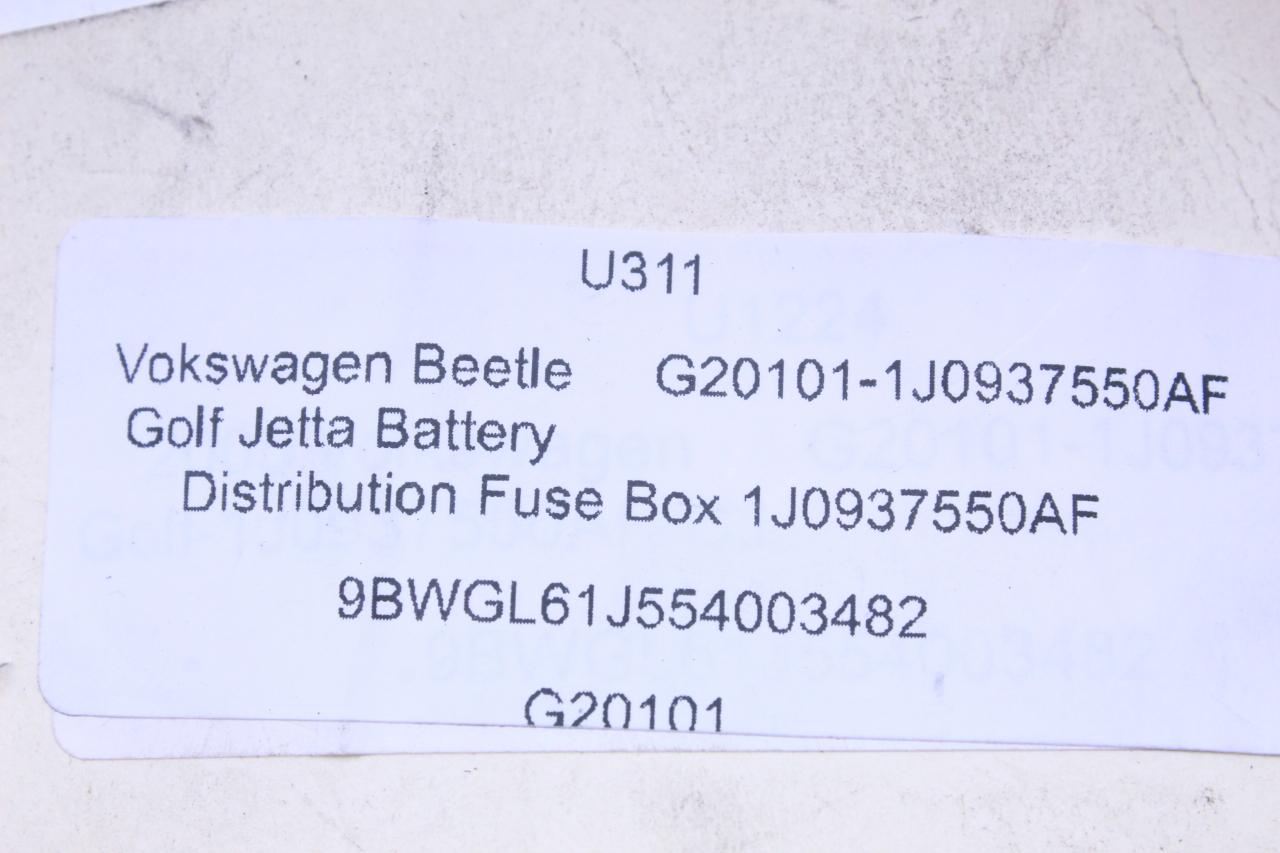 U311
Vokswagen Beetle G20101-1J0937550AF
Golf Jetta Battery
Distribution Fuse Box 1J0937550AF
9BWGL61J554003482
G20101